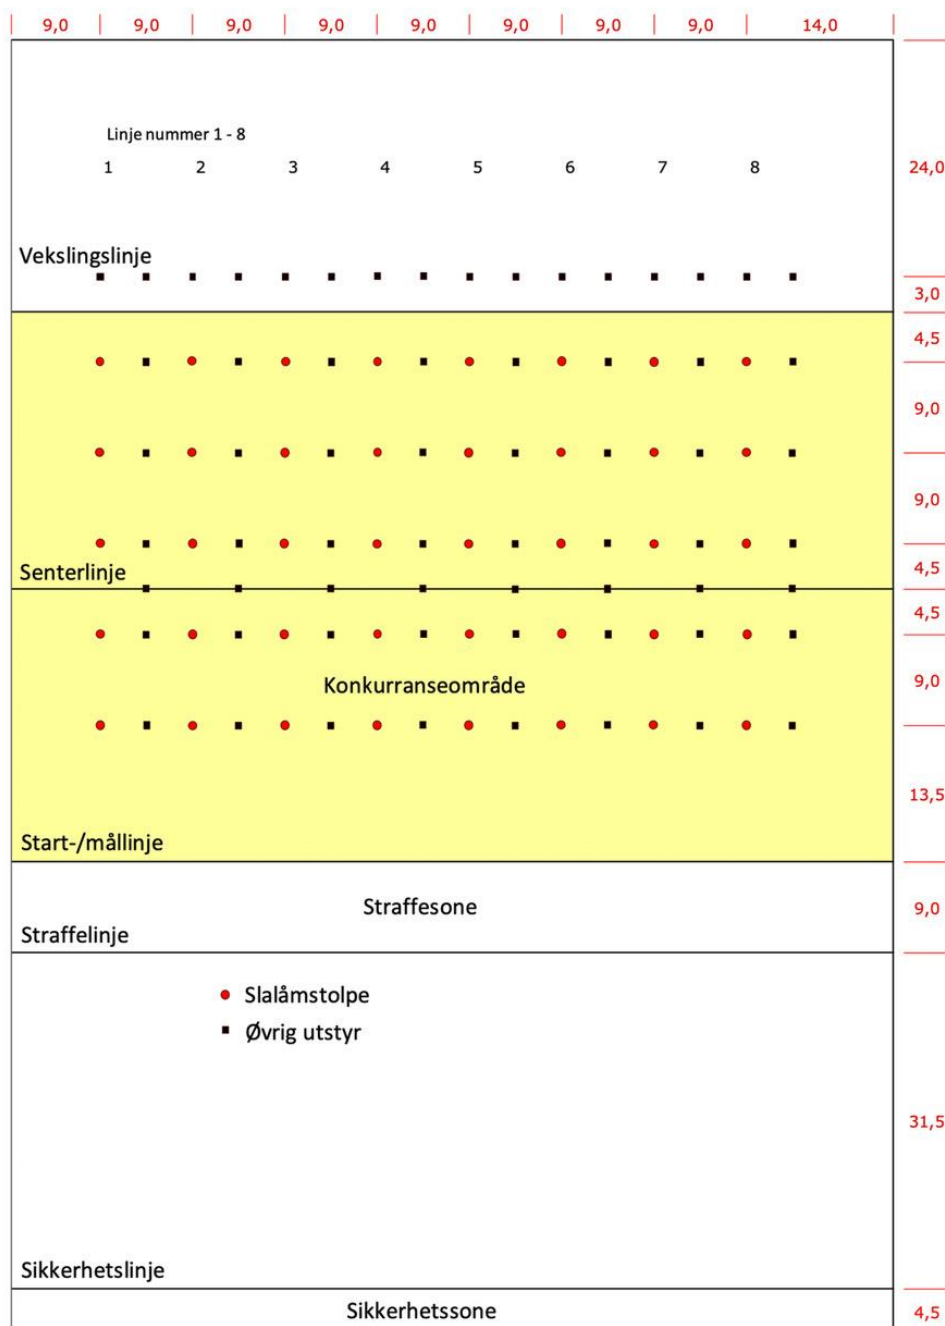 9,0 9,0 9,0 9,0 9,0 9,0 9,0 9,0 14,0
Linje nummer 1 - 8
1 2 3 4 5 6 7 8
24,0
Vekslingslinje
3,0
4,5
9,0
9,0
Senterlinje
4,5
4,5
Konkurranseområde
9,0
13,5
Start-/mållinje
Straffesone
9,0
Straffelinje
Slalåmstolpe
Øvrig utstyr
31,5
Sikkerhetslinje
Sikkerhetssone
4,5